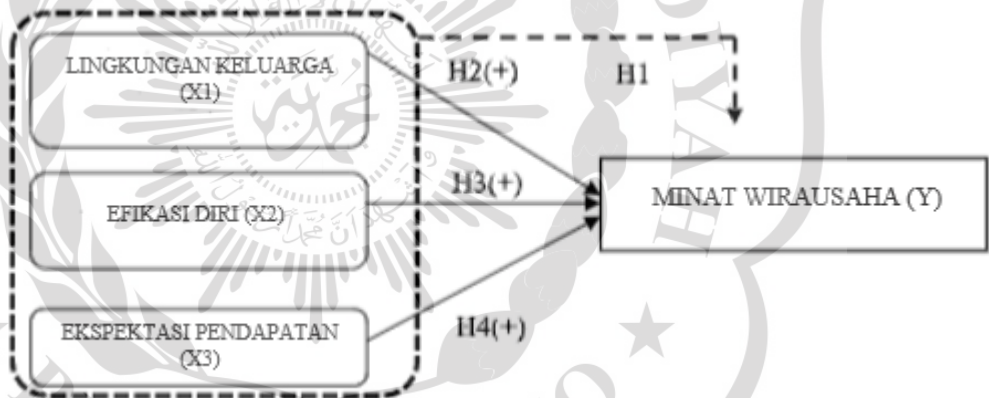 LINGKUNGAN KELUARGA
(X1)
H2(+)
H1
EFIKASI DIRI (X2)
H3(+)
MINAT WIRAUSAHA (Y)
EKSPEKTASI PENDAPATAN
(X3)
H4(+)